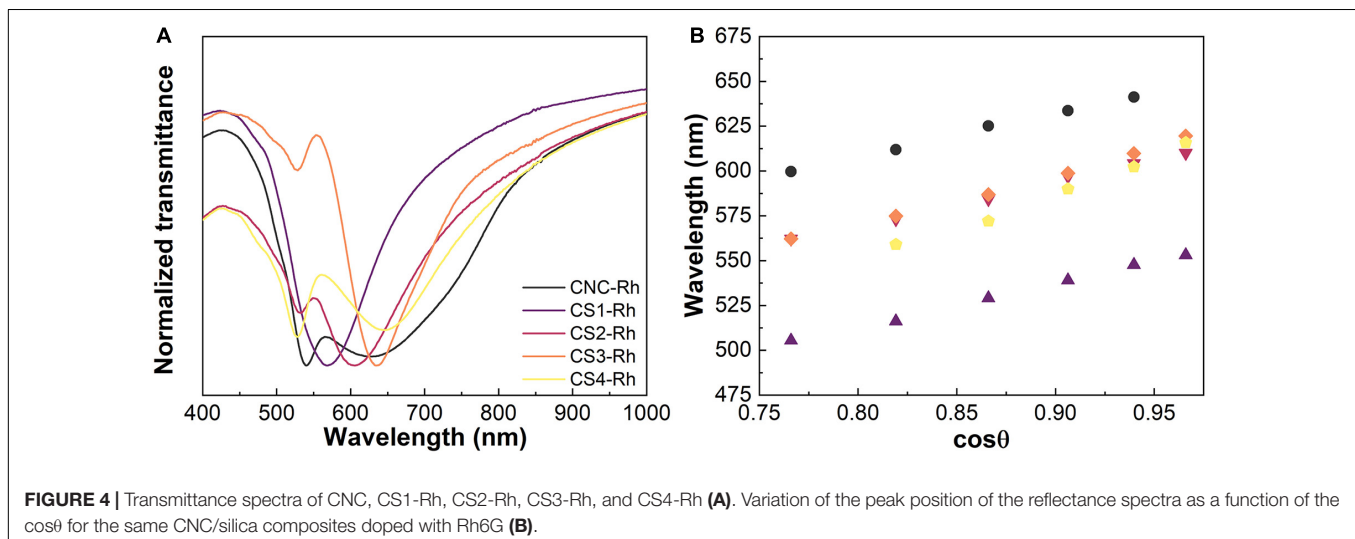 A
Normalized transmittance
CNC-Rh
CS1-Rh
CS2-Rh
CS3-Rh
CS4-Rh
400 500 600 700 800 900 1000
Wavelength (nm)
B
Wavelength (nm)
675
650
625
600
575
550
525
500
475
0.75 0.80 0.85 0.90 0.95
cosθ
FIGURE 4 | Transmittance spectra of CNC, CS1-Rh, CS2-Rh, CS3-Rh, and CS4-Rh (A). Variation of the peak position of the reflectance spectra as a function of the
cosθ for the same CNC/silica composites doped with Rh6G (B).